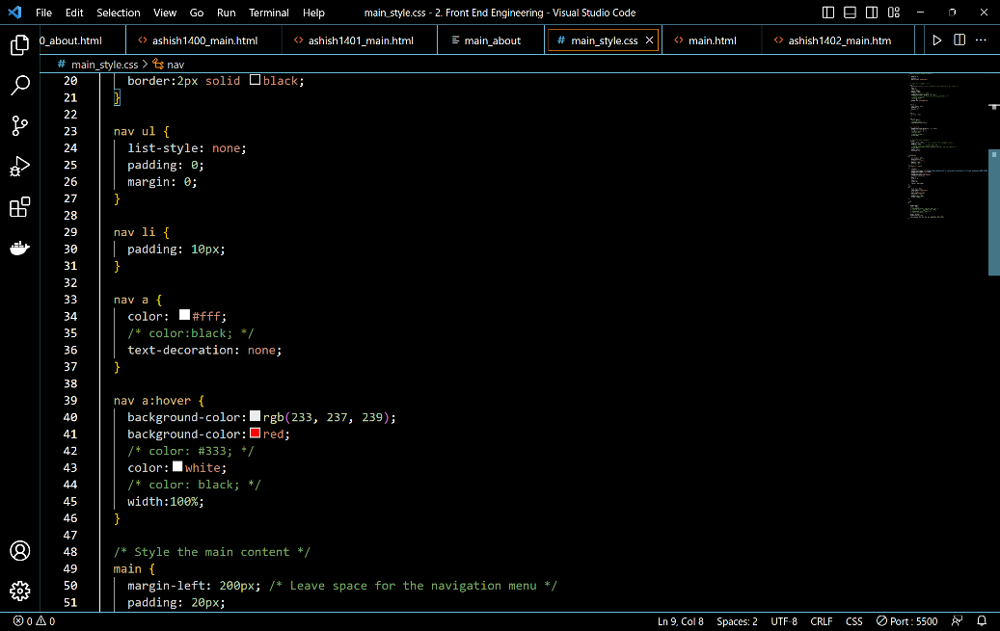 File Edit Selection View Go Run Terminal Help main_style.css - 2. Front End Engineering - Visual Studio Code
0_about.html ashish1400_main.html ashish1401_main.html main_about main_style.css main.html ashish1402_main.htm
# main_style.css > nav
20 border:2px solid black;
21 }
22
23 nav ul {
24 list-style: none;
25 padding: 0;
26 margin: 0;
27 }
28
29 nav li {
30 padding: 10px;
31 }
32
33 nav a {
34 color: #fff;
35 /* color:black; */
36 text-decoration: none;
37 }
38
39 nav a:hover {
40 background-color:rgb(233, 237, 239);
41 background-color:red;
42 /* color: #333; */
43 color:white;
44 /* color: black; */
45 width:100%;
46 }
47
48 /* Style the main content */
49 main {
50 margin-left: 200px; /* Leave space for the navigation menu */
51 padding: 20px;
0 0 Ln 9, Col 8 Spaces: 2 UTF-8 CRLF CSS Port : 5500